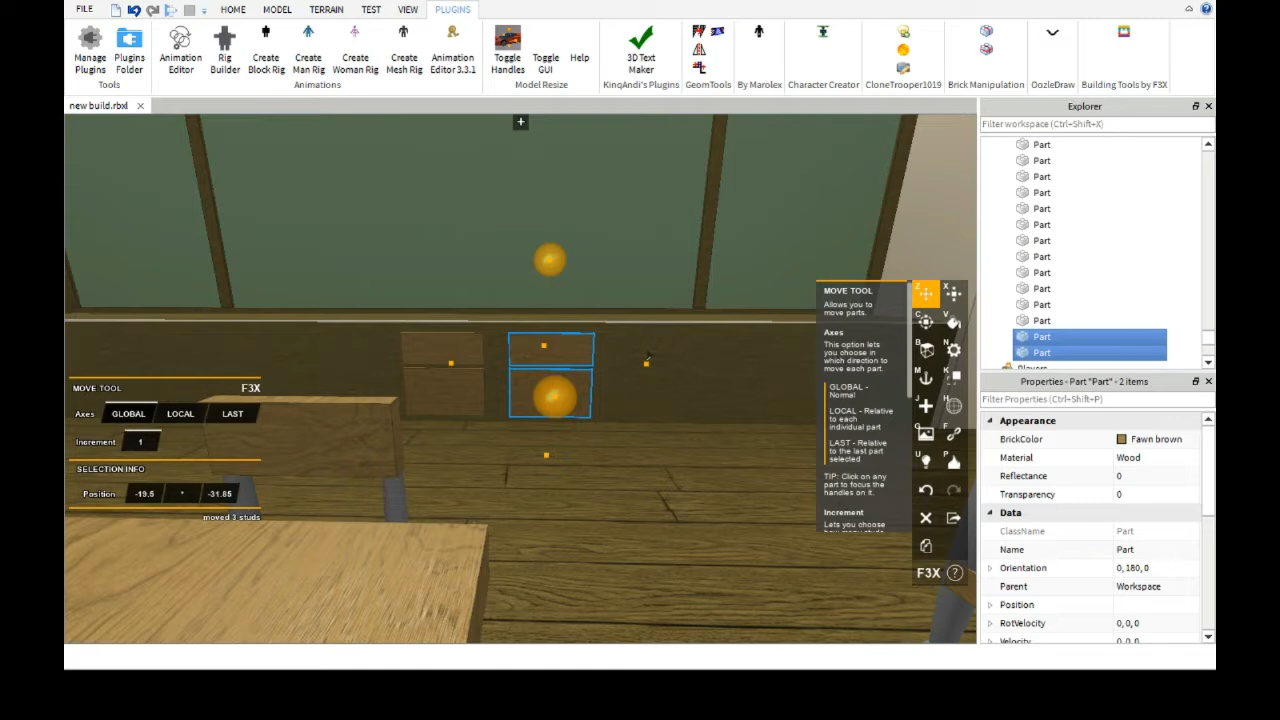 FILE HOME MODEL TERRAIN TEST VIEW PLUGINS
Manage Plugins Animation Rig Create Create Create Create Animation Toggle Toggle Help 3D Text
Plugins Folder Editor Builder Block Rig Man Rig Woman Rig Mesh Rig Editor 3.3.1 Handles GUI Maker
Tools Animations Model Resize KinqAndi's Plugins GeomTools By Marolex Character Creator CloneTrooper1019 Brick Manipulation OozleDraw Building Tools by F3X
new build.rbxl
Explorer
Filter workspace (Ctrl+Shift+X)
Part
Part
Part
Part
Part
Part
Part
Part
Part
Part
Part
Part
Part
Part
Properties - Part "Part" - 2 items
Filter Properties (Ctrl+Shift+P)
Appearance
BrickColor Fawn brown
Material Wood
Reflectance 0
Transparency 0
Data
ClassName Part
Name Part
Orientation 0, 180, 0
Parent Workspace
Position
RotVelocity 0, 0, 0
MOVE TOOL
Allows you to
move parts.
Axes
This option lets
you choose in
which direction to
move each part.
GLOBAL -
Normal
LOCAL - Relative
to each
individual part
LAST - Relative
to the last part
selected
TIP: Click on any
part to focus the
handles on it.
Increment
Lets you choose
Z X
C V
B N
M K
J H
G F
U P
F3X ?
MOVE TOOL F3X
Axes GLOBAL LOCAL LAST
Increment 1
SELECTION INFO
Position -19.5 * -31.85
moved 3 studs